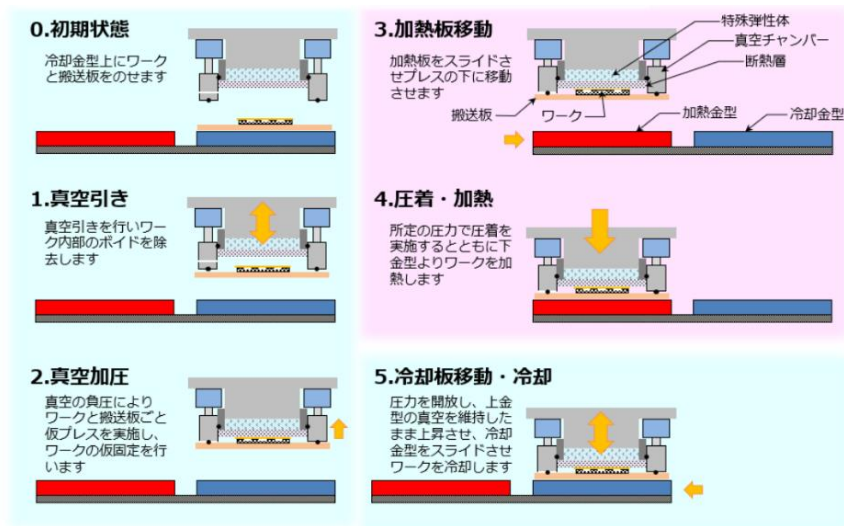 0.初期状態
冷却金型上にワーク
と搬送板をのせます
1.真空引き
真空引きを行いワー
ク内部のボイドを除
去します
2.真空加圧
真空の負圧により
ワークと搬送板ごと
仮プレスを実施し、
ワークの仮固定を行
います
3.加熱板移動
加熱板をスライドさ
せプレスの下に移動
させます
特殊弾性体
真空チャンバー
断熱層
搬送板
ワーク
加熱金型
冷却金型
4.圧着・加熱
所定の圧力で圧着を
実施するとともに下
金型よりワークを加
熱します
5.冷却板移動・冷却
圧力を開放し、上金
型の真空を維持した
まま上昇させ、冷却
金型をスライドさせ
ワークを冷却します